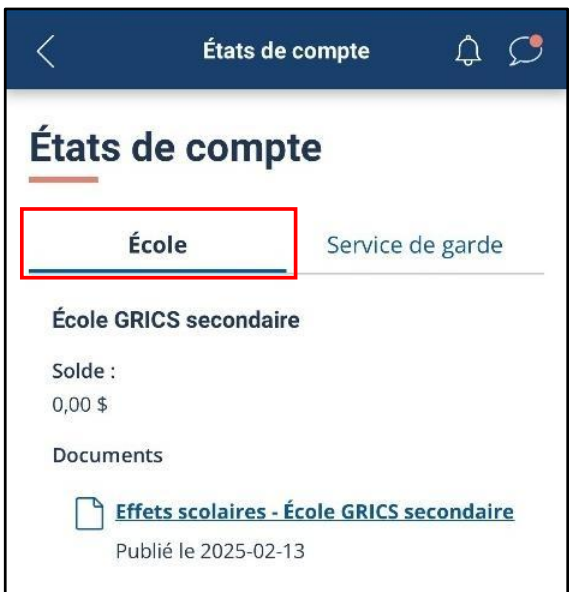 États de compte
États de compte
École
Service de garde
École GRICS secondaire
Solde :
0,00 $
Documents
Effets scolaires - École GRICS secondaire
Publié le 2025-02-13